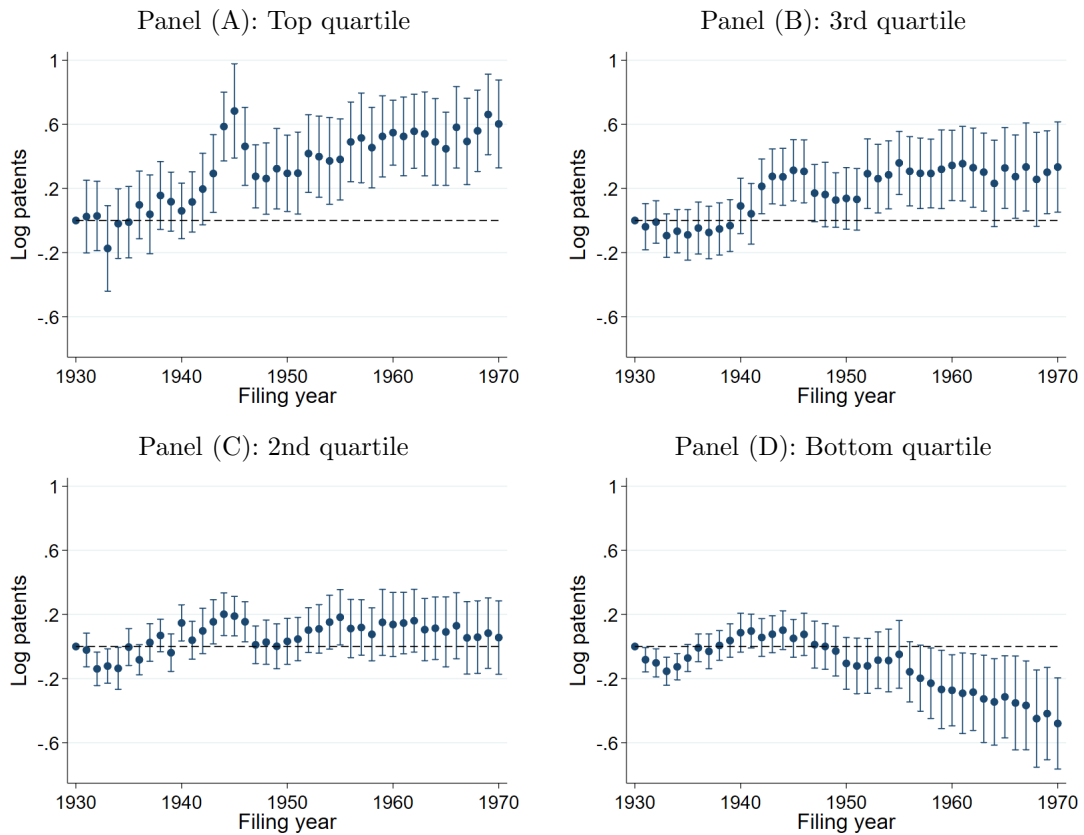 Panel (A): Top quartile
Panel (B): 3rd quartile
Log patents
1
.6
.2
-.2
-.6
1930 1940 1950 1960 1970
Filing year
Log patents
1
.6
.2
-.2
-.6
1930 1940 1950 1960 1970
Filing year
Panel (C): 2nd quartile
Panel (D): Bottom quartile
Log patents
1
.6
.2
-.2
-.6
1930 1940 1950 1960 1970
Filing year
Log patents
1
.6
.2
-.2
-.6
1930 1940 1950 1960 1970
Filing year